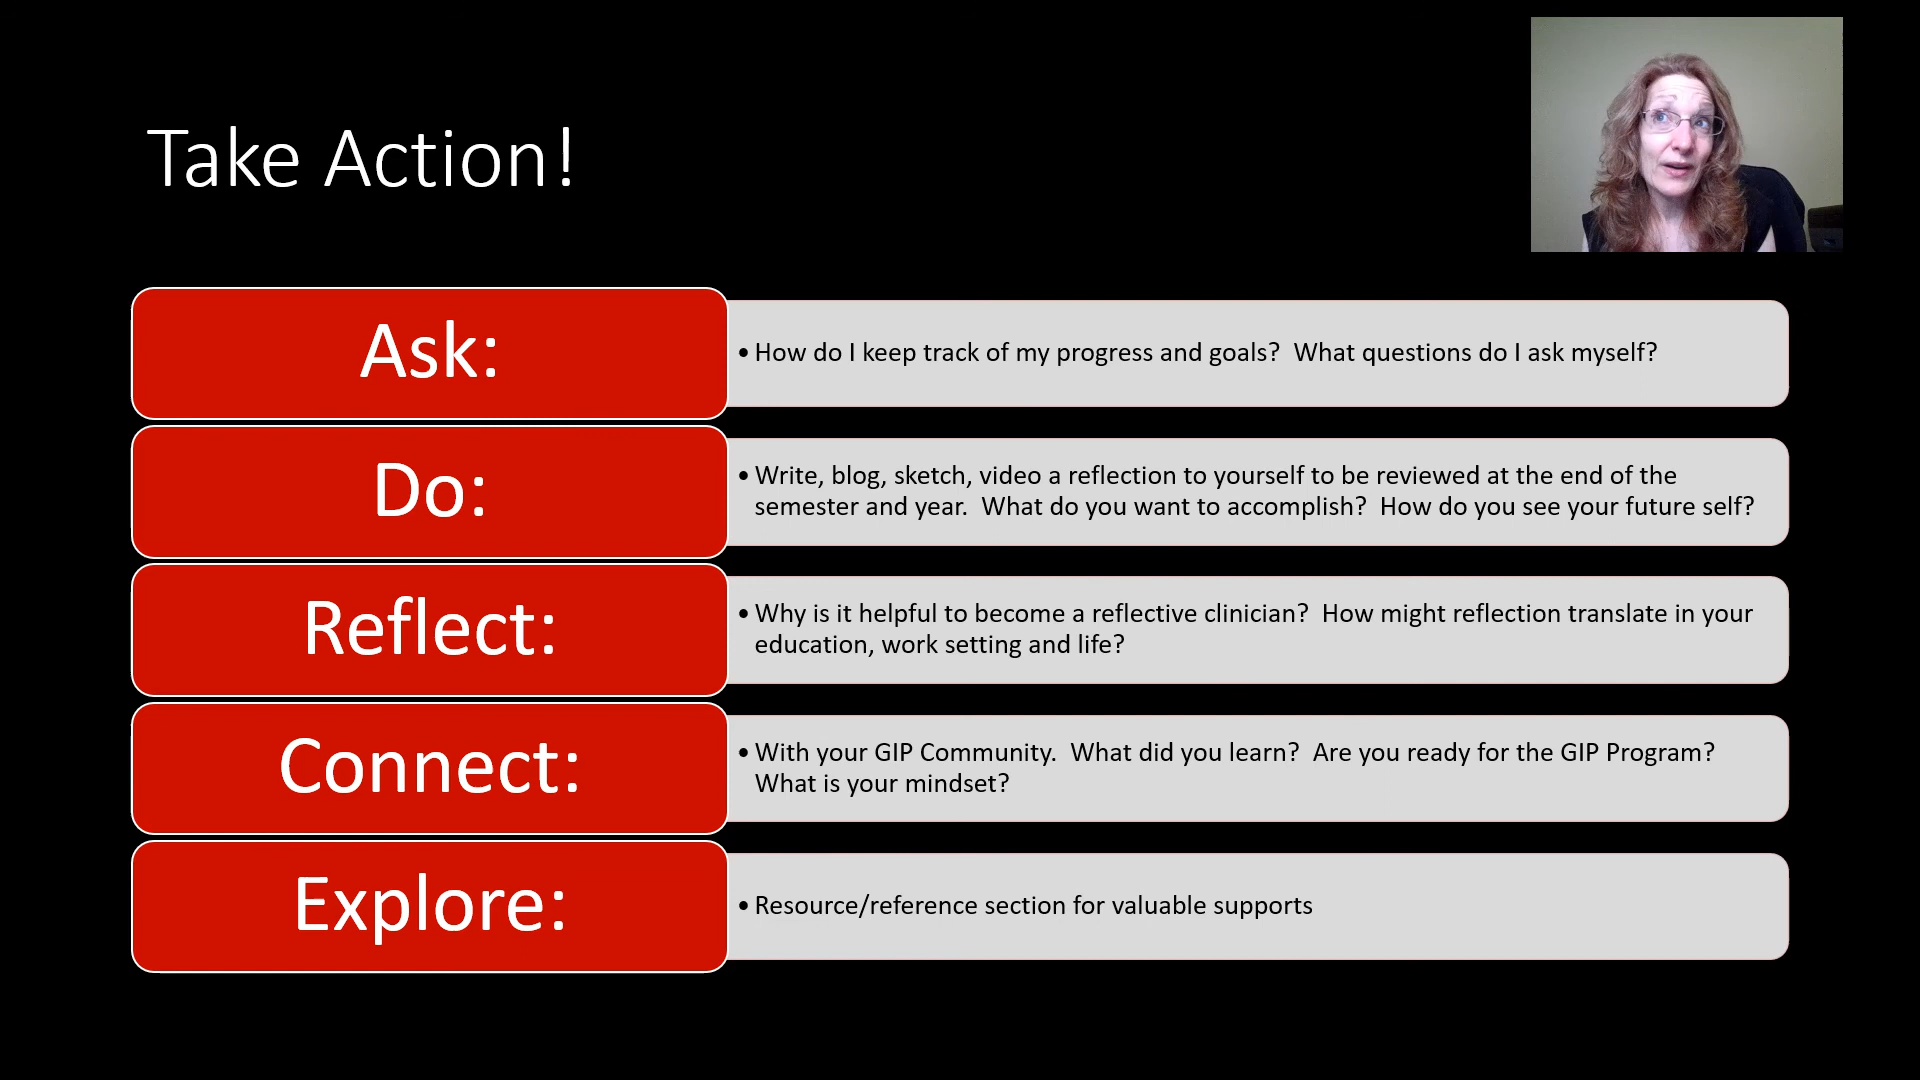 Take Action!
Ask:
• How do I keep track of my progress and goals?  What questions do I ask myself?
Do:
• Write, blog, sketch, video a reflection to yourself to be reviewed at the end of the
semester and year.  What do you want to accomplish?  How do you see your future self?
Reflect:
• Why is it helpful to become a reflective clinician?  How might reflection translate in your
education, work setting and life?
Connect:
• With your GIP Community.  What did you learn?  Are you ready for the GIP Program?
What is your mindset?
Explore:
• Resource/reference section for valuable supports